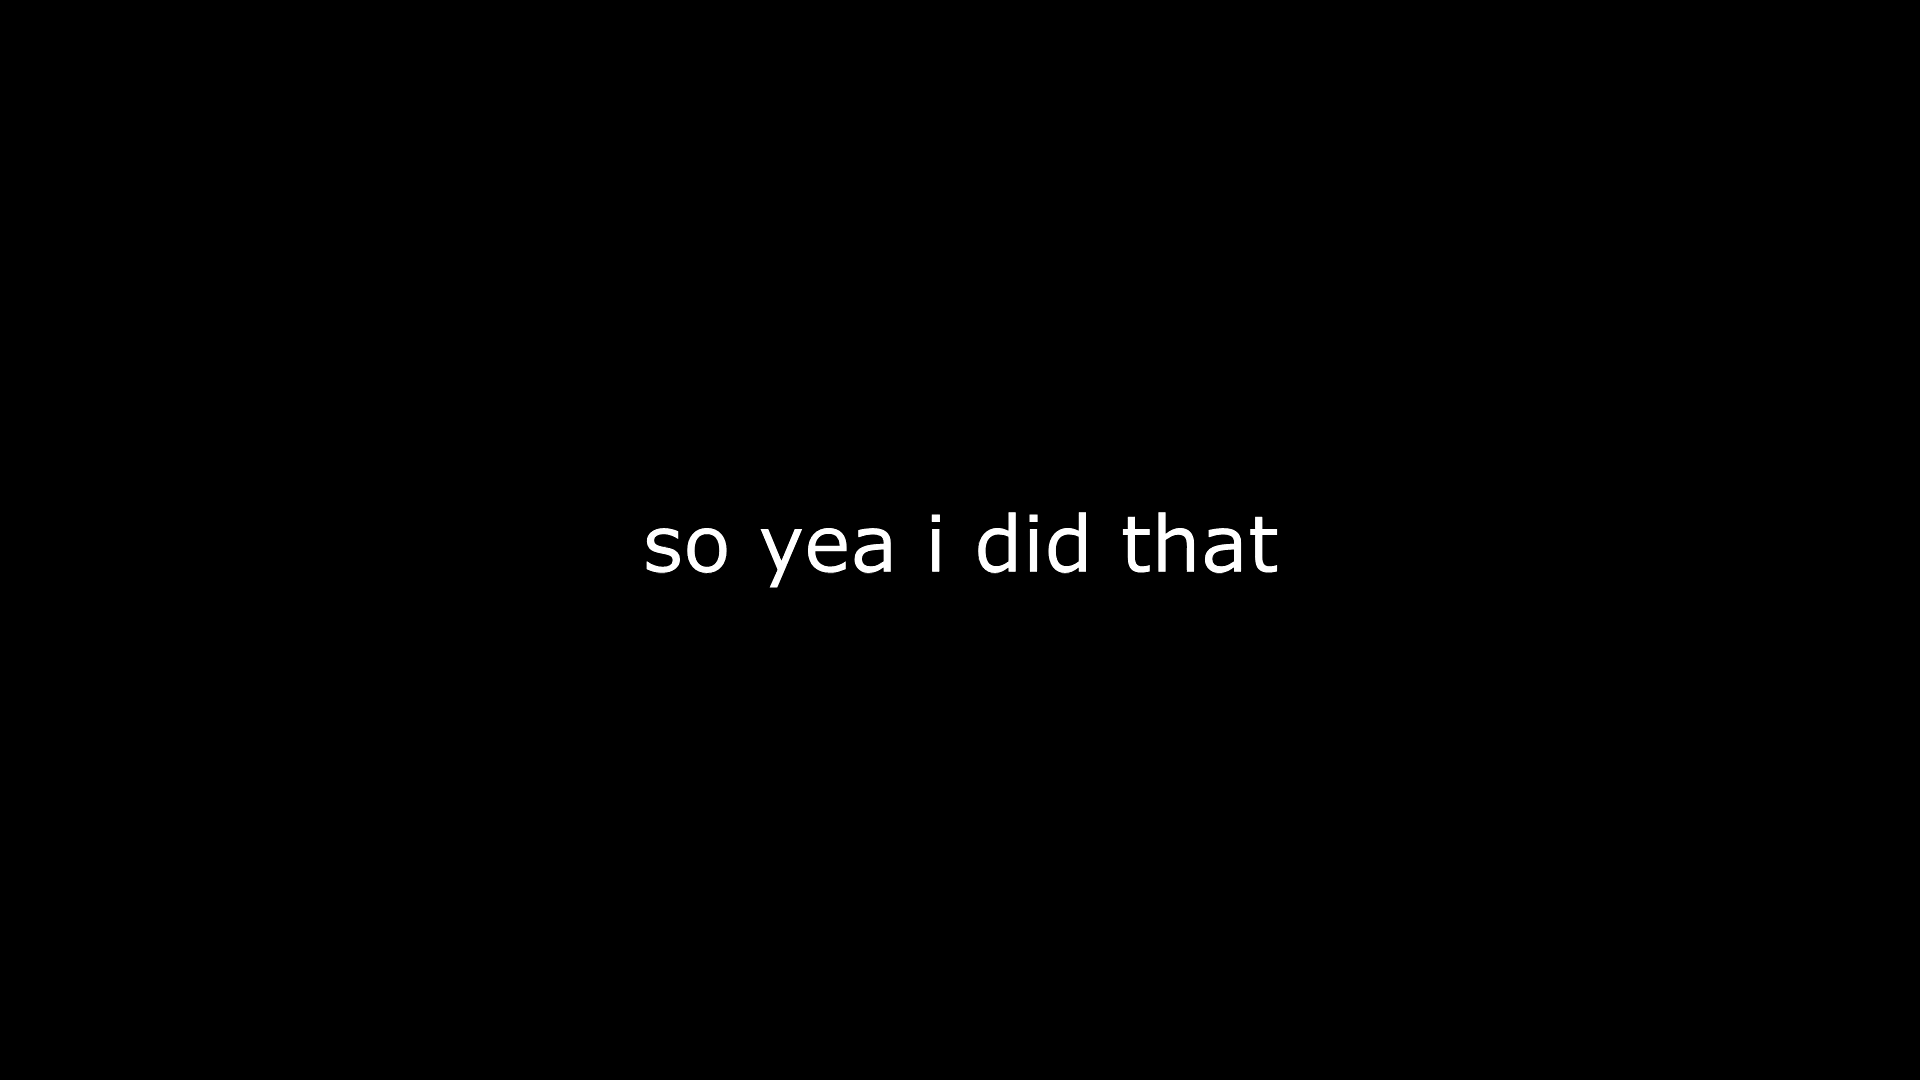 so yea i did that